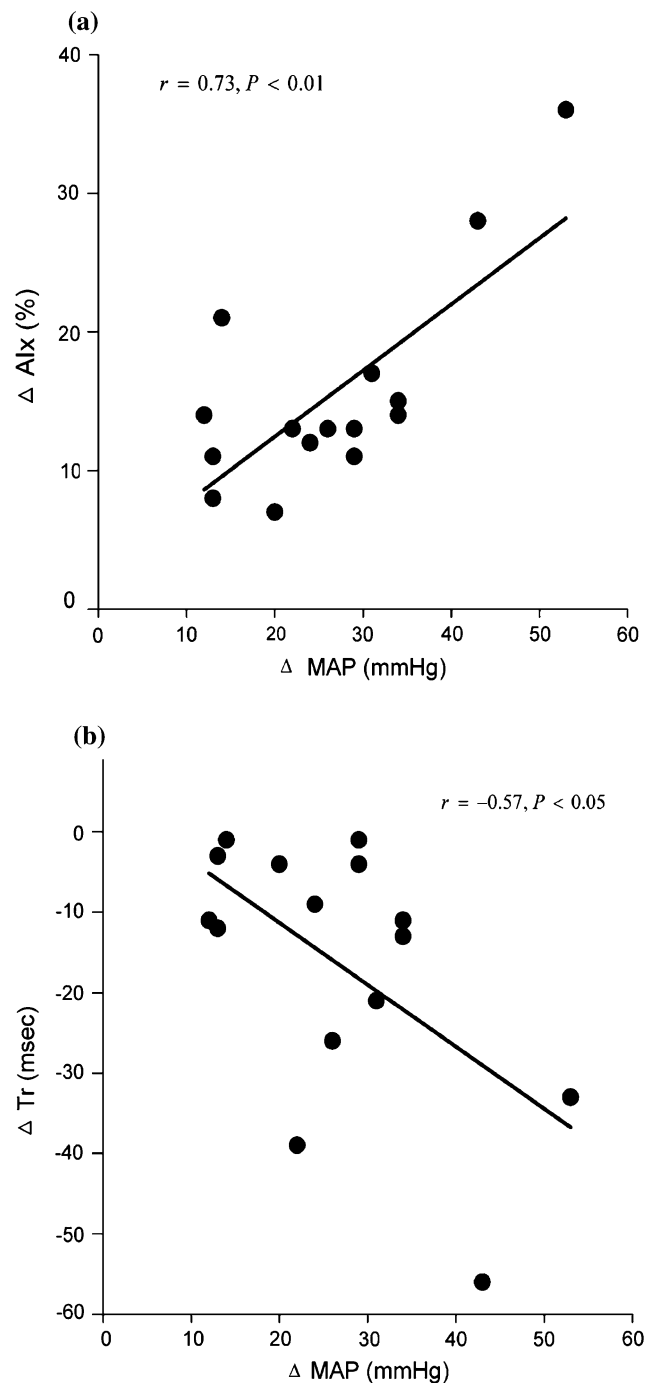 (a)
r = 0.73, P < 0.01
40
30
20
10
0
Δ AIx (%)
0 10 20 30 40 50 60
Δ MAP (mmHg)
(b)
r = –0.57, P < 0.05
0
-10
-20
-30
-40
-50
-60
Δ Tr (msec)
0 10 20 30 40 50 60
Δ MAP (mmHg)